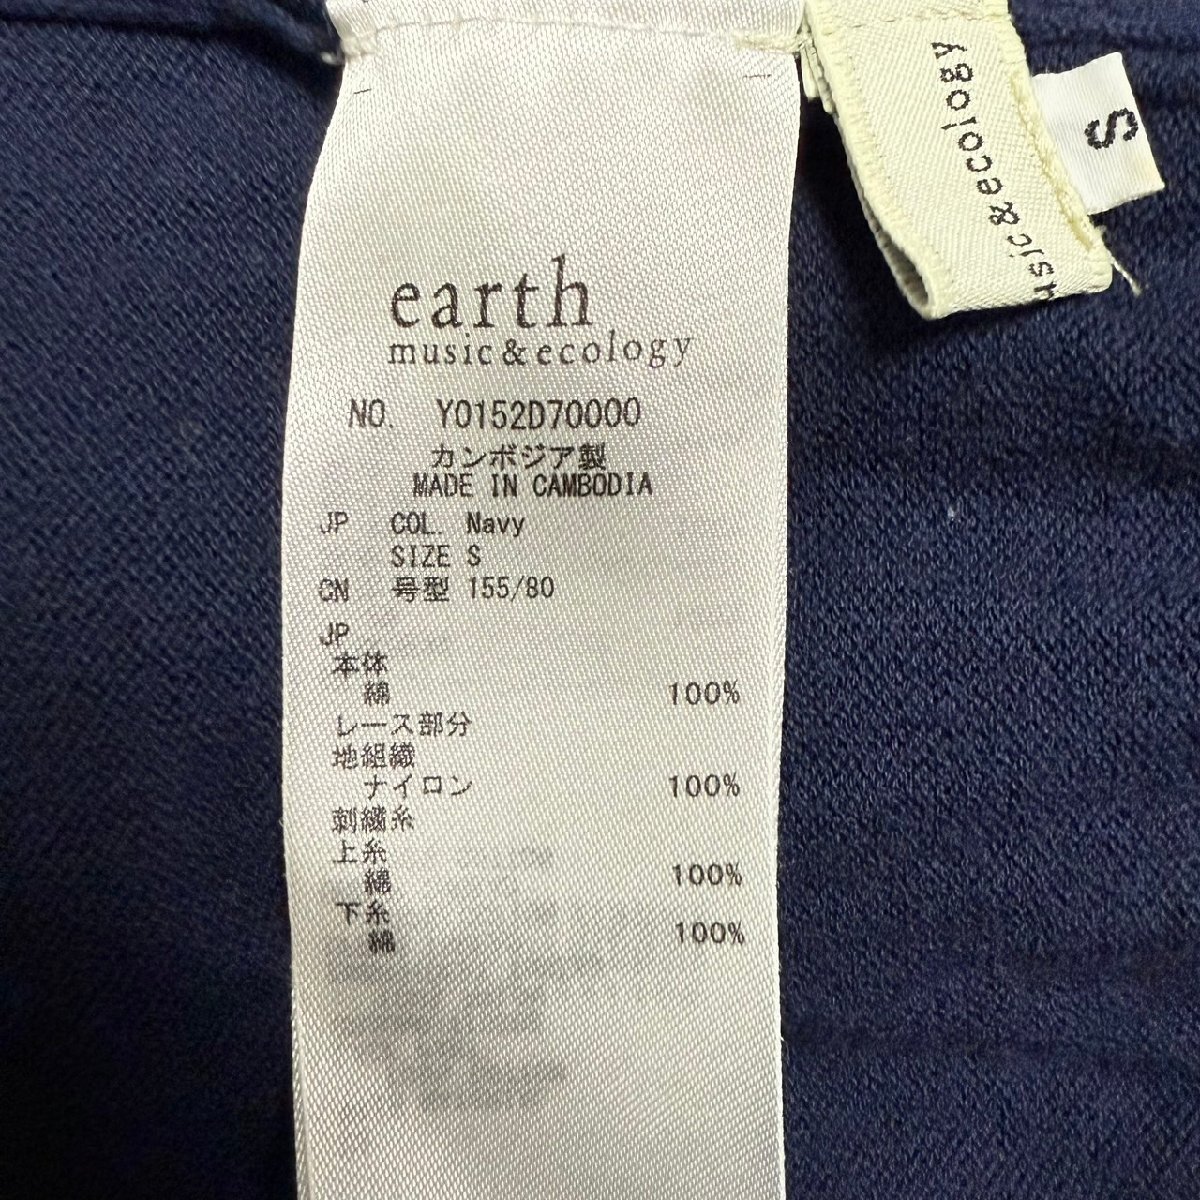 earth
music&ecology
NO. Y0152D70000
カンボジア製
MADE IN CAMBODIA
JP COL. Navy
SIZE S
CN 号型 155/80
JP
本体
綿 100%
レース部分
地組織
ナイロン 100%
刺繍糸
上糸
綿 100%
下糸
綿 100%
usic&ecology
S